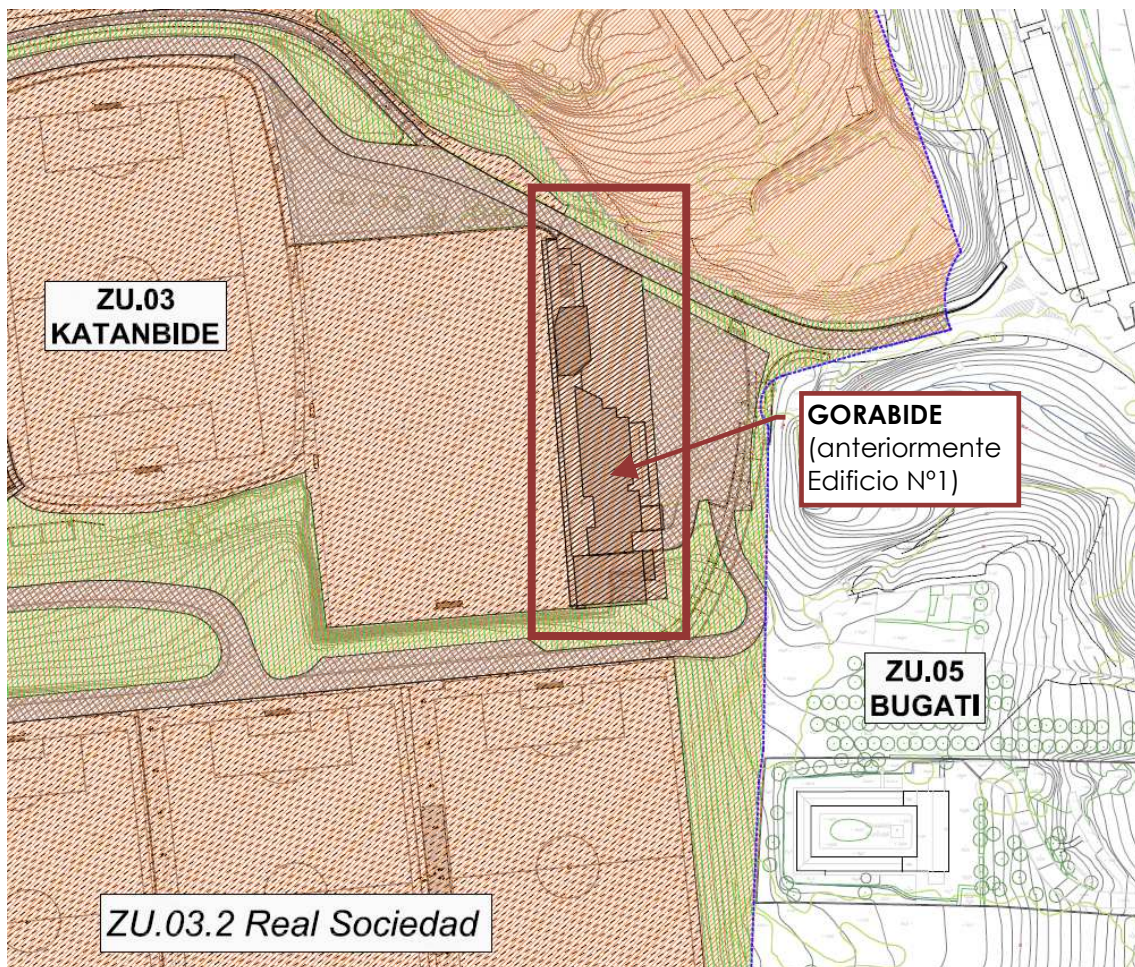 ZU.03
KATANBIDE
GORABIDE
(anteriormente
Edificio Nº1)
ZU.05
BUGATI
ZU.03.2 Real Sociedad